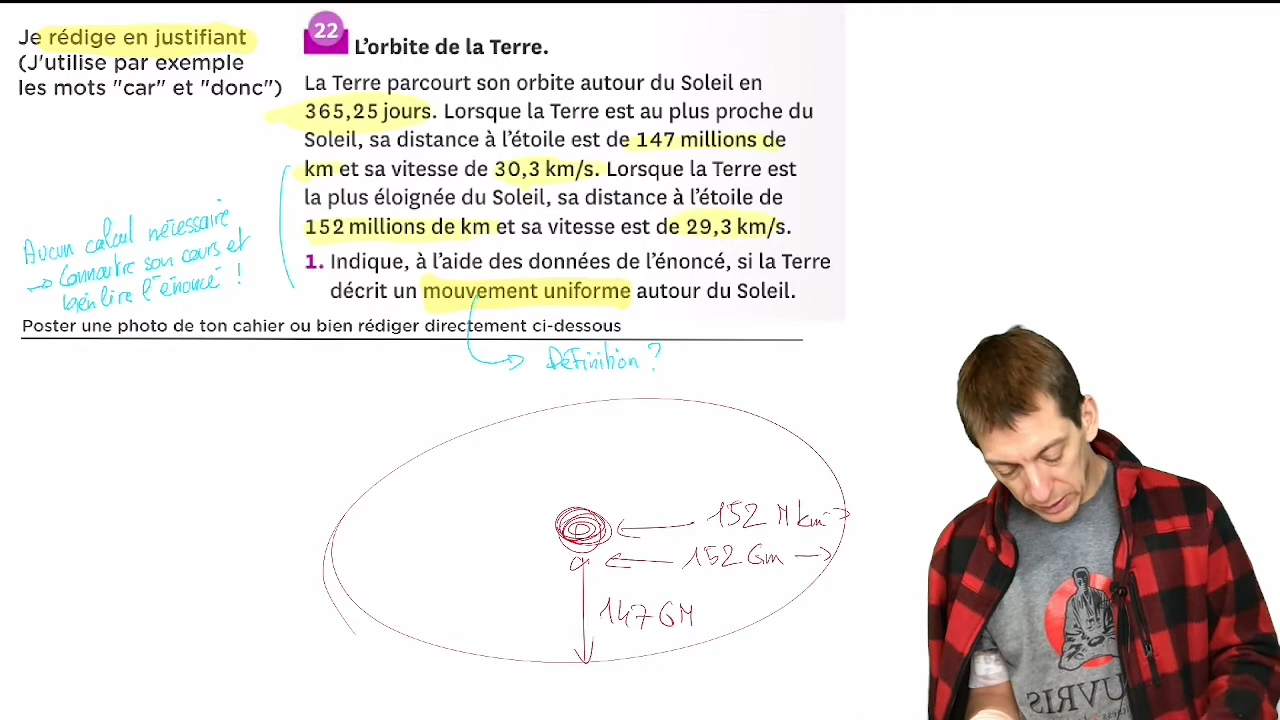 Je rédige en justifiant
(J'utilise par exemple
les mots "car" et "donc")
22
L'orbite de la Terre.
La Terre parcourt son orbite autour du Soleil en
365,25 jours. Lorsque la Terre est au plus proche du
Soleil, sa distance à l'étoile est de 147 millions de
km et sa vitesse de 30,3 km/s. Lorsque la Terre est
la plus éloignée du Soleil, sa distance à l'étoile de
152 millions de km et sa vitesse est de 29,3 km/s.
1. Indique, à l'aide des données de l'énoncé, si la Terre
décrit un mouvement uniforme autour du Soleil.
Aucun calcul nécessaire
→ Connaître son cours et
bien lire l'énoncé !
Poster une photo de ton cahier ou bien rédiger directement ci-dessous
Définition ?
152 Mkm
152 Gm
147 GM
UVRIS